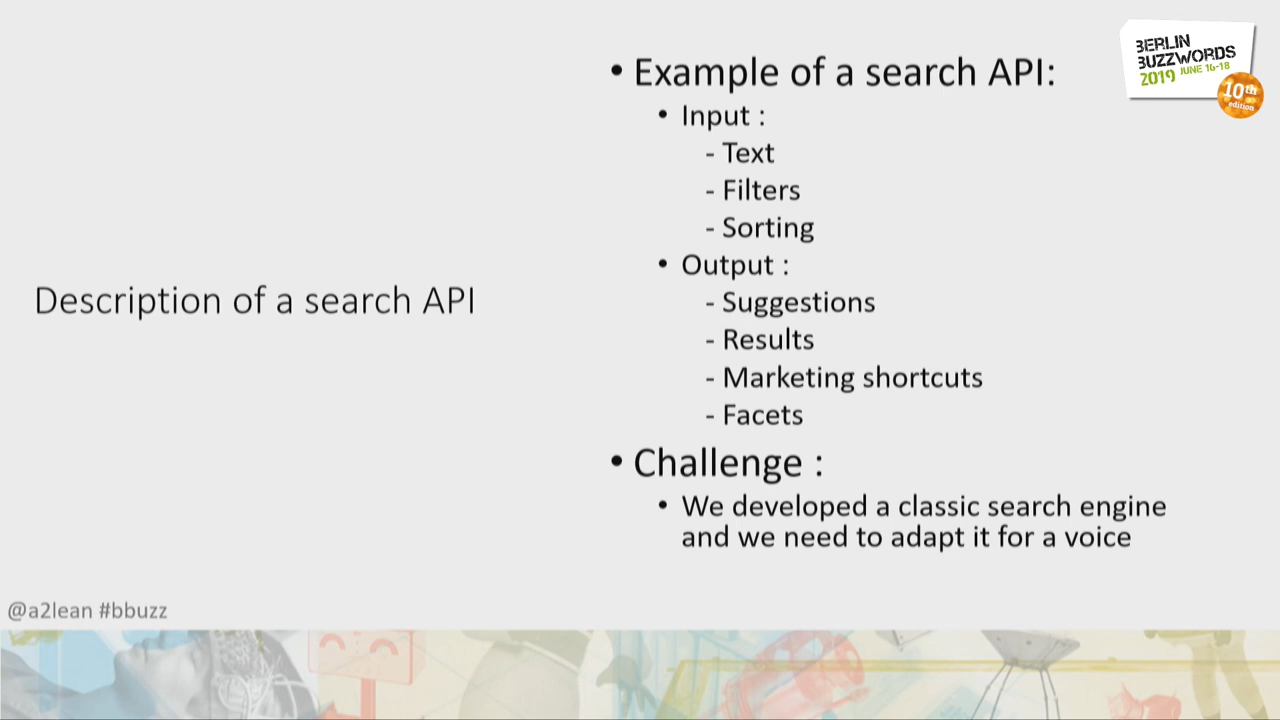 Description of a search API
• Example of a search API:
• Input :
- Text
- Filters
- Sorting
• Output :
- Suggestions
- Results
- Marketing shortcuts
- Facets
• Challenge :
• We developed a classic search engine
and we need to adapt it for a voice
BERLIN
BUZZWORDS
2019 JUNE 16-18
10th
edition
@a2lean #bbuzz